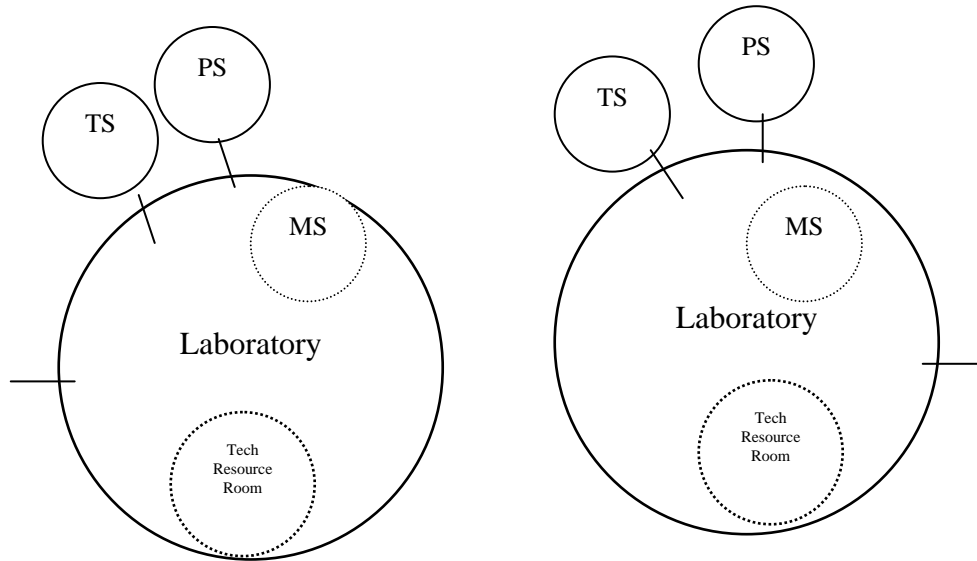 PS
TS
MS
Laboratory
Tech
Resource
Room
PS
TS
MS
Laboratory
Tech
Resource
Room